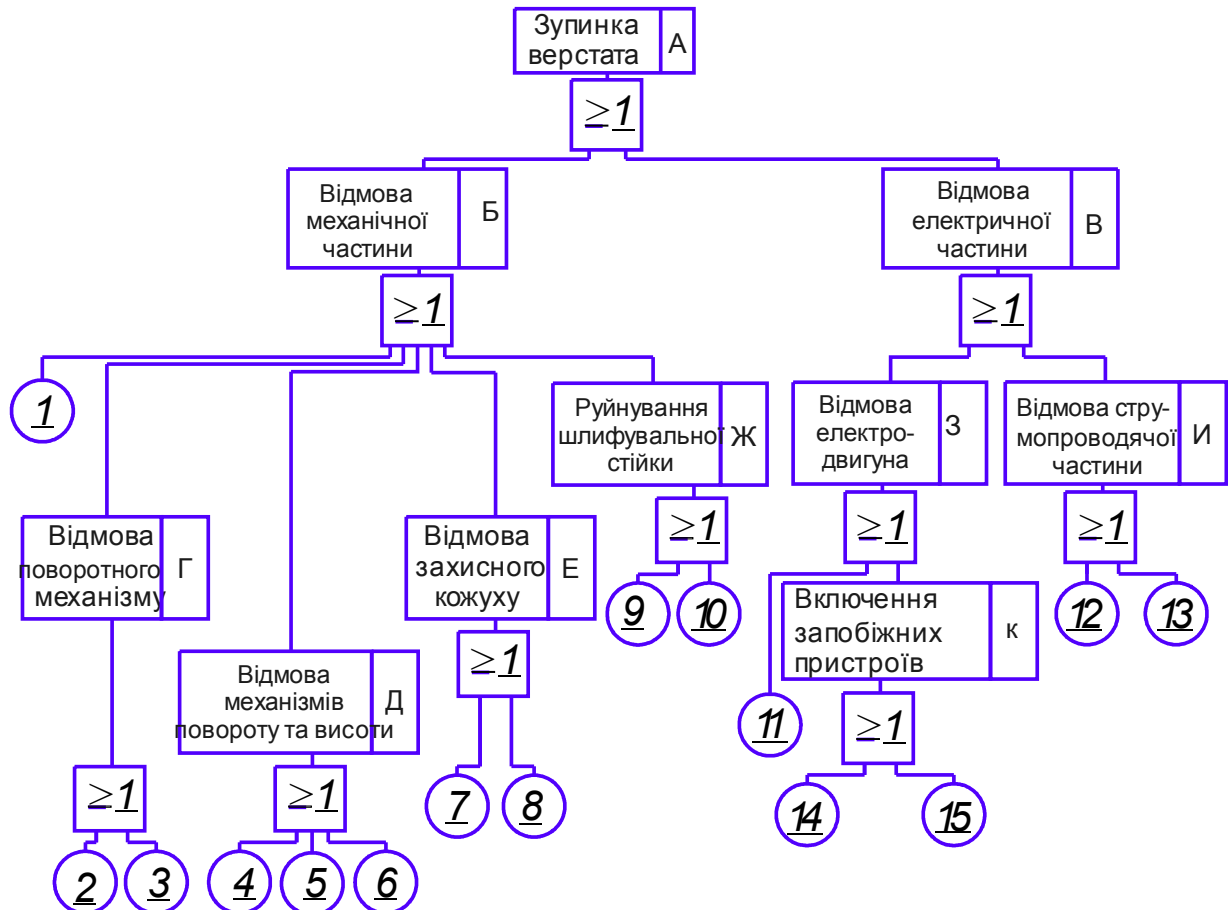 Зупинка
верстата
А
≥1
Відмова
механічної
частини
Б
Відмова
електричної
частини
В
≥1
≥1
1
Руйнування
шлифувальної
стійки
Ж
Відмова
електро-
двигуна
З
Відмова стру-
мопроводячої
частини
И
≥1
≥1
≥1
Відмова
поворотного
механізму
Г
Відмова
захисного
кожуху
Е
9
10
11
Включення
запобіжних
пристроїв
к
12
13
≥1
Відмова
механізмів
повороту та висоти
Д
≥1
≥1
≥1
7
8
14
15
2
3
4
5
6